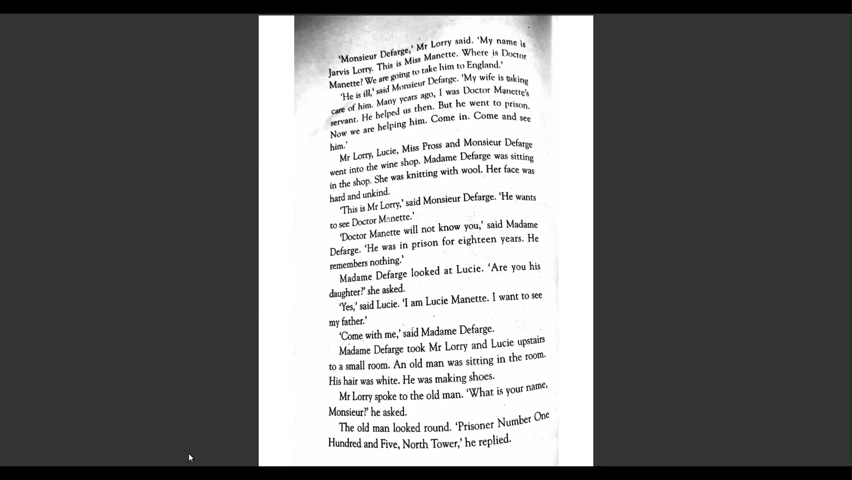 'Monsieur Defarge,' Mr Lorry said. 'My name is
Jarvis Lorry. This is Miss Manette. Where is Doctor
Manette? We are going to take him to England.'
'He is ill,' said Monsieur Defarge. 'My wife is taking
care of him. Many years ago, I was Doctor Manette's
servant. He helped us then. But he went to prison.
Now we are helping him. Come in. Come and see
him.'
Mr Lorry, Lucie, Miss Pross and Monsieur Defarge
went into the wine shop. Madame Defarge was sitting
in the shop. She was knitting with wool. Her face was
hard and unkind.
'This is Mr Lorry,' said Monsieur Defarge. 'He wants
to see Doctor Manette.'
'Doctor Manette will not know you,' said Madame
Defarge. 'He was in prison for eighteen years. He
remembers nothing.'
Madame Defarge looked at Lucie. 'Are you his
daughter?' she asked.
'Yes,' said Lucie. 'I am Lucie Manette. I want to see
my father.'
'Come with me,' said Madame Defarge.
Madame Defarge took Mr Lorry and Lucie upstairs
to a small room. An old man was sitting in the room.
His hair was white. He was making shoes.
Mr Lorry spoke to the old man. 'What is your name,
Monsieur?' he asked.
The old man looked round. 'Prisoner Number One
Hundred and Five, North Tower,' he replied.